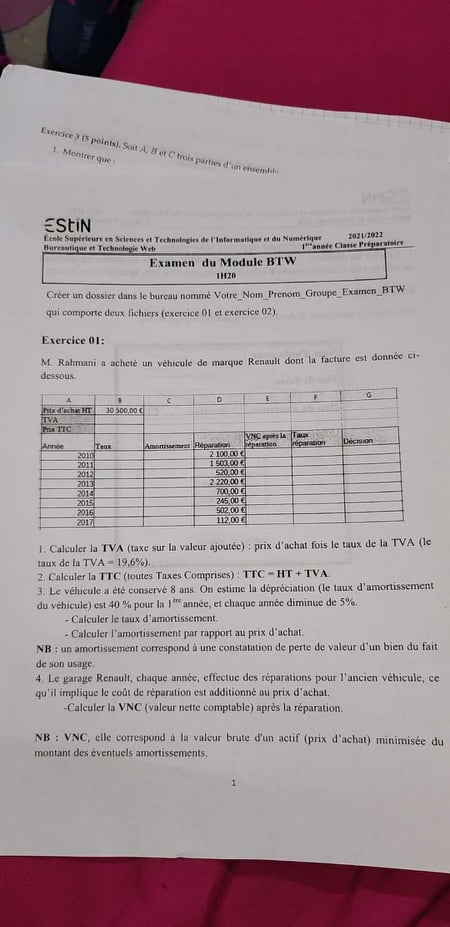 Exercice 3 (5 points). Soit A, B et C trois parties d'un
1. Montrer que :
ESTIN
École Supérieure en Sciences et Technologies de l'Informatique et du Numérique 2021/2022
Bureautique et Technologie Web 1ère année Classe Préparatoire
Examen du Module BTW
1H20
Créer un dossier dans le bureau nommé Votre_Nom_Prenom_Groupe_Examen_BTW
qui comporte deux fichiers (exercice 01 et exercice 02).
Exercice 01:
M. Rahmani a acheté un véhicule de marque Renault dont la facture est donnée ci-
dessous.
A B C D E F G
Prix d'achat HT 30 500,00 €
TVA
Prix TTC
Année Taux Amortissement Réparation VNC après la réparation Taux réparation Décision
2010 2 100,00 €
2011 1 503,00 €
2012 520,00 €
2013 2 220,00 €
2014 700,00 €
2015 245,00 €
2016 502,00 €
2017 112,00 €
1. Calculer la TVA (taxe sur la valeur ajoutée) : prix d'achat fois le taux de la TVA (le
taux de la TVA = 19,6%).
2. Calculer la TTC (toutes Taxes Comprises) : TTC = HT + TVA.
3. Le véhicule a été conservé 8 ans. On estime la dépréciation (le taux d'amortissement
du véhicule) est 40 % pour la 1ère année, et chaque année diminue de 5%.
- Calculer le taux d'amortissement.
- Calculer l'amortissement par rapport au prix d'achat.
NB : un amortissement correspond à une constatation de perte de valeur d'un bien du fait
de son usage.
4. Le garage Renault, chaque année, effectue des réparations pour l'ancien véhicule, ce
qu'il implique le coût de réparation est additionné au prix d'achat.
-Calculer la VNC (valeur nette comptable) après la réparation.
NB : VNC, elle correspond à la valeur brute d'un actif (prix d'achat) minimisée du
montant des éventuels amortissements.
1